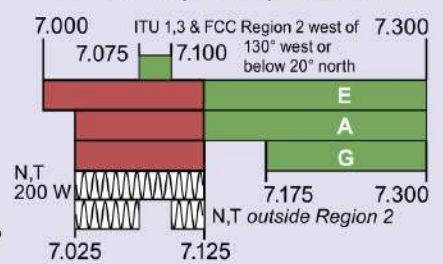 7.000 ITU 1,3 & FCC Region 2 west of 7.300
7.075 7.100 130° west or
below 20° north
E
A
G
N,T
200 W
7.175 7.300
N,T outside Region 2
7.025 7.125